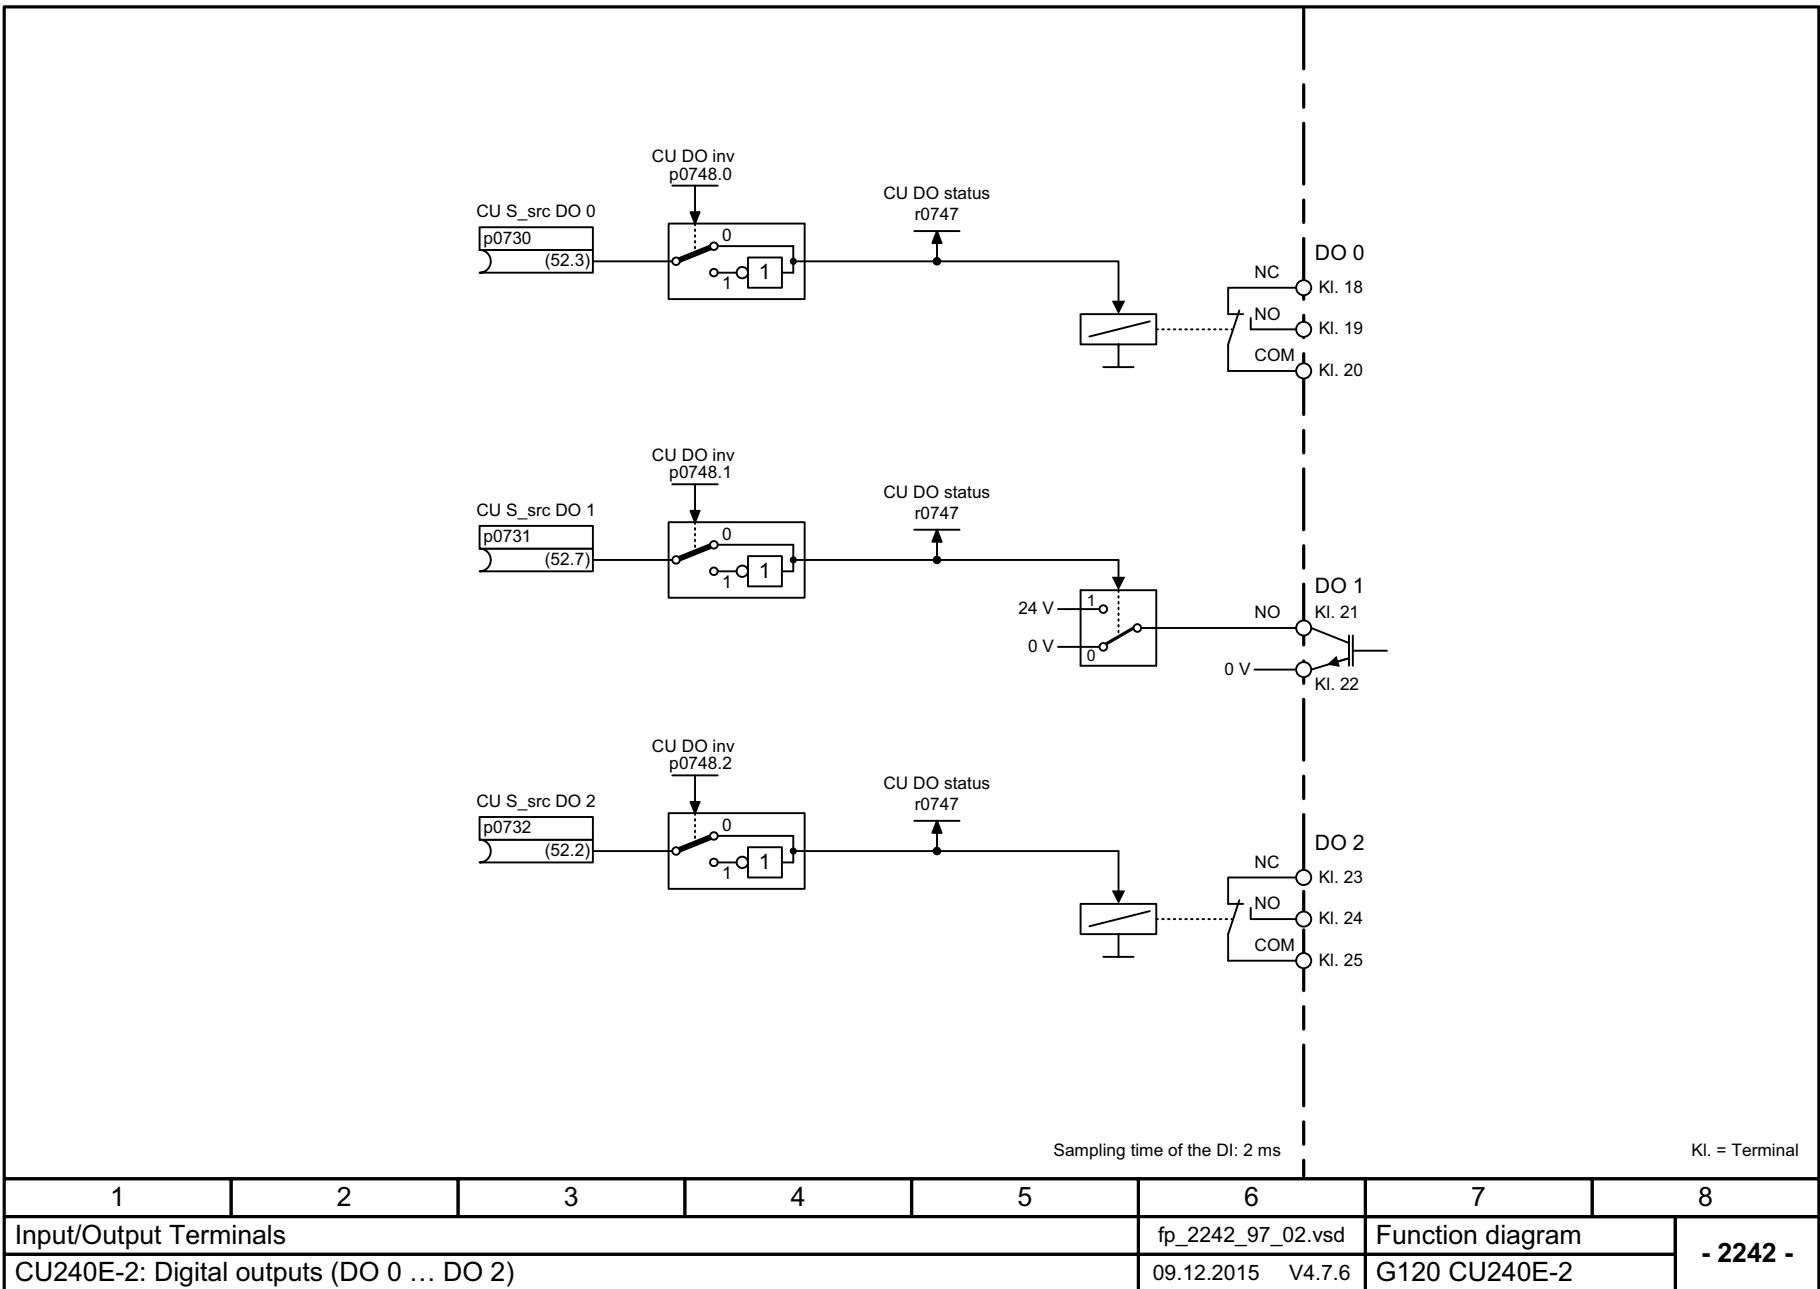 CU DO inv
p0748.0
CU DO status
r0747
CU S_src DO 0
p0730
(52.3)
0
1
1
DO 0
NC
Kl. 18
NO
Kl. 19
COM
Kl. 20
CU DO inv
p0748.1
CU DO status
r0747
CU S_src DO 1
p0731
(52.7)
0
1
1
DO 1
24 V
1
NO
Kl. 21
0 V
0
0 V
Kl. 22
CU DO inv
p0748.2
CU DO status
r0747
CU S_src DO 2
p0732
(52.2)
0
1
1
DO 2
NC
Kl. 23
NO
Kl. 24
COM
Kl. 25
Sampling time of the DI: 2 ms
Kl. = Terminal
1 2 3 4 5 6 7 8
Input/Output Terminals
fp_2242_97_02.vsd
Function diagram
- 2242 -
CU240E-2: Digital outputs (DO 0 … DO 2)
09.12.2015 V4.7.6
G120 CU240E-2